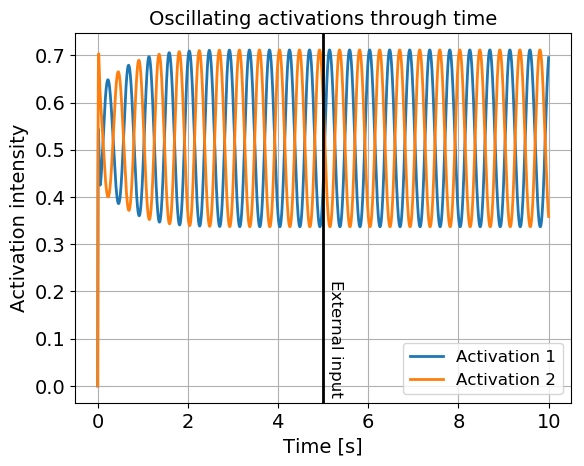 Oscillating activations through time
Activation intensity
0.7
0.6
0.5
0.4
0.3
0.2
0.1
0.0
External input
Activation 1
Activation 2
0
2
4
6
8
10
Time [s]